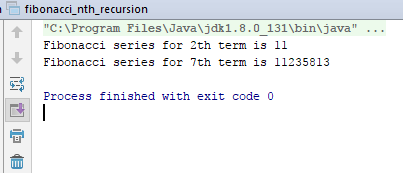 fibonacci_nth_recursion
"C:\Program Files\Java\jdk1.8.0_131\bin\java" ...
Fibonacci series for 2th term is 11
Fibonacci series for 7th term is 11235813
Process finished with exit code 0